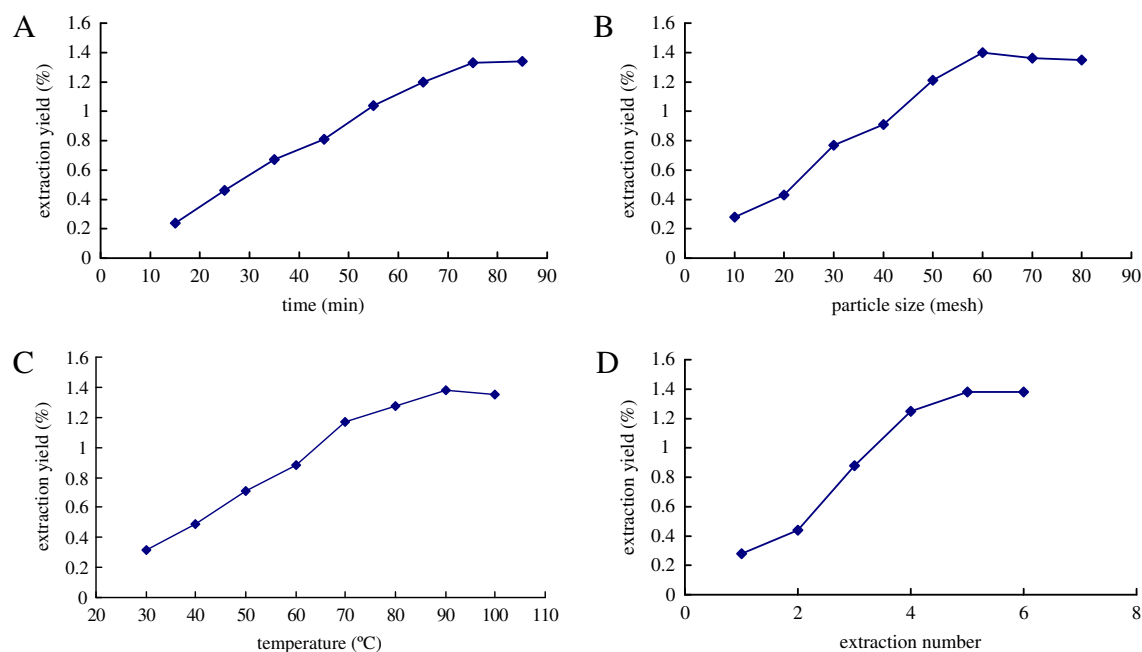 A
extraction yield (%)
1.6
1.4
1.2
1
0.8
0.6
0.4
0.2
0
0 10 20 30 40 50 60 70 80 90
time (min)
B
extraction yield (%)
1.6
1.4
1.2
1
0.8
0.6
0.4
0.2
0
0 10 20 30 40 50 60 70 80 90
particle size (mesh)
C
extraction yield (%)
1.6
1.4
1.2
1
0.8
0.6
0.4
0.2
0
20 30 40 50 60 70 80 90 100 110
temperature (ºC)
D
extraction yield (%)
1.6
1.4
1.2
1
0.8
0.6
0.4
0.2
0
0 2 4 6 8
extraction number